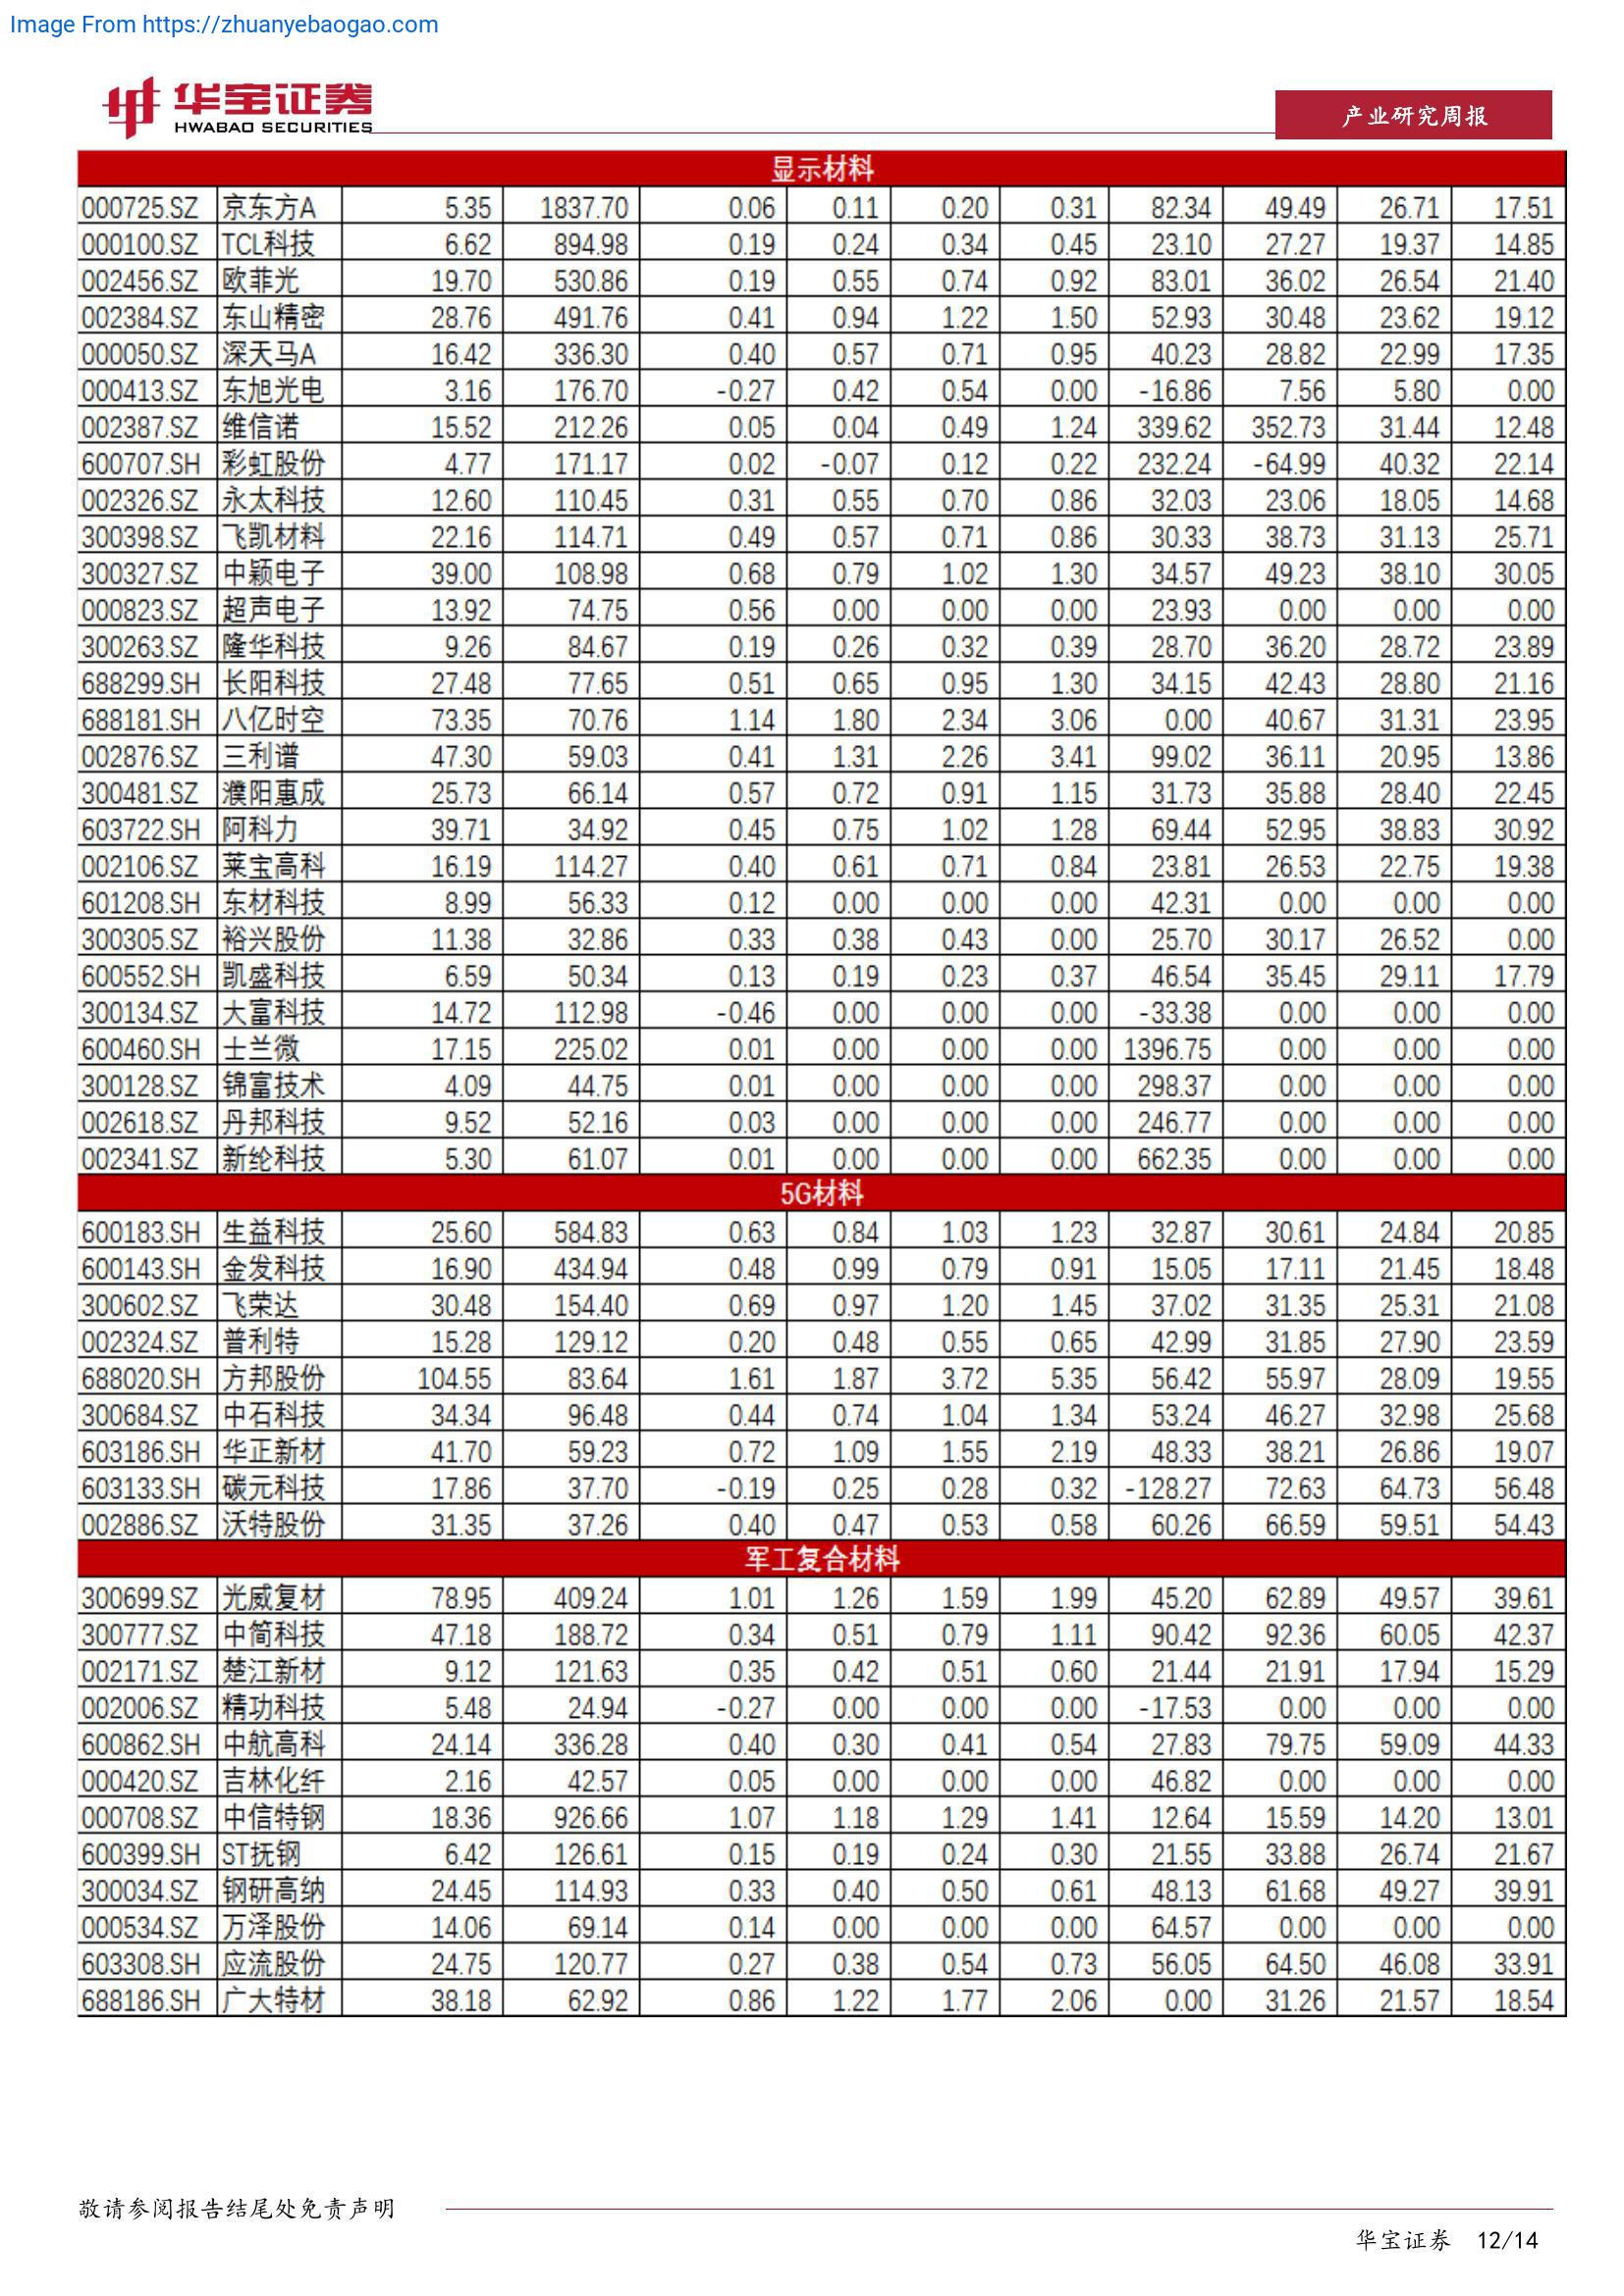 Image From https://zhuanyebaogao.com
华宝证券
HWABAO SECURITIES
产业研究周报
显示材料
000725.SZ 京东方A 5.35 1837.70 0.06 0.11 0.20 0.31 82.34 49.49 26.71 17.51
000100.SZ TCL科技 6.62 894.98 0.19 0.24 0.34 0.45 23.10 27.27 19.37 14.85
002456.SZ 欧菲光 19.70 530.86 0.19 0.55 0.74 0.92 83.01 36.02 26.54 21.40
002384.SZ 东山精密 28.76 491.76 0.41 0.94 1.22 1.50 52.93 30.48 23.62 19.12
000050.SZ 深天马A 16.42 336.30 0.40 0.57 0.71 0.95 40.23 28.82 22.99 17.35
000413.SZ 东旭光电 3.16 176.70 -0.27 0.42 0.54 0.00 -16.86 7.56 5.80 0.00
002387.SZ 维信诺 15.52 212.26 0.05 0.04 0.49 1.24 339.62 352.73 31.44 12.48
600707.SH 彩虹股份 4.77 171.17 0.02 -0.07 0.12 0.22 232.24 -64.99 40.32 22.14
002326.SZ 永太科技 12.60 110.45 0.31 0.55 0.70 0.86 32.03 23.06 18.05 14.68
300398.SZ 飞凯材料 22.16 114.71 0.49 0.57 0.71 0.86 30.33 38.73 31.13 25.71
300327.SZ 中颖电子 39.00 108.98 0.68 0.79 1.02 1.30 34.57 49.23 38.10 30.05
000823.SZ 超声电子 13.92 74.75 0.56 0.00 0.00 0.00 23.93 0.00 0.00 0.00
300263.SZ 隆华科技 9.26 84.67 0.19 0.26 0.32 0.39 28.70 36.20 28.72 23.89
688299.SH 长阳科技 27.48 77.65 0.51 0.65 0.95 1.30 34.15 42.43 28.80 21.16
688181.SH 八亿时空 73.35 70.76 1.14 1.80 2.34 3.06 0.00 40.67 31.31 23.95
002876.SZ 三利谱 47.30 59.03 0.41 1.31 2.26 3.41 99.02 36.11 20.95 13.86
300481.SZ 濮阳惠成 25.73 66.14 0.57 0.72 0.91 1.15 31.73 35.88 28.40 22.45
603722.SH 阿科力 39.71 34.92 0.45 0.75 1.02 1.28 69.44 52.95 38.83 30.92
002106.SZ 莱宝高科 16.19 114.27 0.40 0.61 0.71 0.84 23.81 26.53 22.75 19.38
601208.SH 东材科技 8.99 56.33 0.12 0.00 0.00 0.00 42.31 0.00 0.00 0.00
300305.SZ 裕兴股份 11.38 32.86 0.33 0.38 0.43 0.00 25.70 30.17 26.52 0.00
600552.SH 凯盛科技 6.59 50.34 0.13 0.19 0.23 0.37 46.54 35.45 29.11 17.79
300134.SZ 大富科技 14.72 112.98 -0.46 0.00 0.00 0.00 -33.38 0.00 0.00 0.00
600460.SH 士兰微 17.15 225.02 0.01 0.00 0.00 0.00 1396.75 0.00 0.00 0.00
300128.SZ 锦富技术 4.09 44.75 0.01 0.00 0.00 0.00 298.37 0.00 0.00 0.00
002618.SZ 丹邦科技 9.52 52.16 0.03 0.00 0.00 0.00 246.77 0.00 0.00 0.00
002341.SZ 新纶科技 5.30 61.07 0.01 0.00 0.00 0.00 662.35 0.00 0.00 0.00
5G材料
600183.SH 生益科技 25.60 584.83 0.63 0.84 1.03 1.23 32.87 30.61 24.84 20.85
600143.SH 金发科技 16.90 434.94 0.48 0.99 0.79 0.91 15.05 17.11 21.45 18.48
300602.SZ 飞荣达 30.48 154.40 0.69 0.97 1.20 1.45 37.02 31.35 25.31 21.08
002324.SZ 普利特 15.28 129.12 0.20 0.48 0.55 0.65 42.99 31.85 27.90 23.59
688020.SH 方邦股份 104.55 83.64 1.61 1.87 3.72 5.35 56.42 55.97 28.09 19.55
300684.SZ 中石科技 34.34 96.48 0.44 0.74 1.04 1.34 53.24 46.27 32.98 25.68
603186.SH 华正新材 41.70 59.23 0.72 1.09 1.55 2.19 48.33 38.21 26.86 19.07
603133.SH 碳元科技 17.86 37.70 -0.19 0.25 0.28 0.32 -128.27 72.63 64.73 56.48
002886.SZ 沃特股份 31.35 37.26 0.40 0.47 0.53 0.58 60.26 66.59 59.51 54.43
军工复合材料
300699.SZ 光威复材 78.95 409.24 1.01 1.26 1.59 1.99 45.20 62.89 49.57 39.61
300777.SZ 中简科技 47.18 188.72 0.34 0.51 0.79 1.11 90.42 92.36 60.05 42.37
002171.SZ 楚江新材 9.12 121.63 0.35 0.42 0.51 0.60 21.44 21.91 17.94 15.29
002006.SZ 精功科技 5.48 24.94 -0.27 0.00 0.00 0.00 -17.53 0.00 0.00 0.00
600862.SH 中航高科 24.14 336.28 0.40 0.30 0.41 0.54 27.83 79.75 59.09 44.33
000420.SZ 吉林化纤 2.16 42.57 0.05 0.00 0.00 0.00 46.82 0.00 0.00 0.00
000708.SZ 中信特钢 18.36 926.66 1.07 1.18 1.29 1.41 12.64 15.59 14.20 13.01
600399.SH ST抚钢 6.42 126.61 0.15 0.19 0.24 0.30 21.55 33.88 26.74 21.67
300034.SZ 钢研高纳 24.45 114.93 0.33 0.40 0.50 0.61 48.13 61.68 49.27 39.91
000534.SZ 万泽股份 14.06 69.14 0.14 0.00 0.00 0.00 64.57 0.00 0.00 0.00
603308.SH 应流股份 24.75 120.77 0.27 0.38 0.54 0.73 56.05 64.50 46.08 33.91
688186.SH 广大特材 38.18 62.92 0.86 1.22 1.77 2.06 0.00 31.26 21.57 18.54
敬请参阅报告结尾处免责声明
华宝证券 12/14